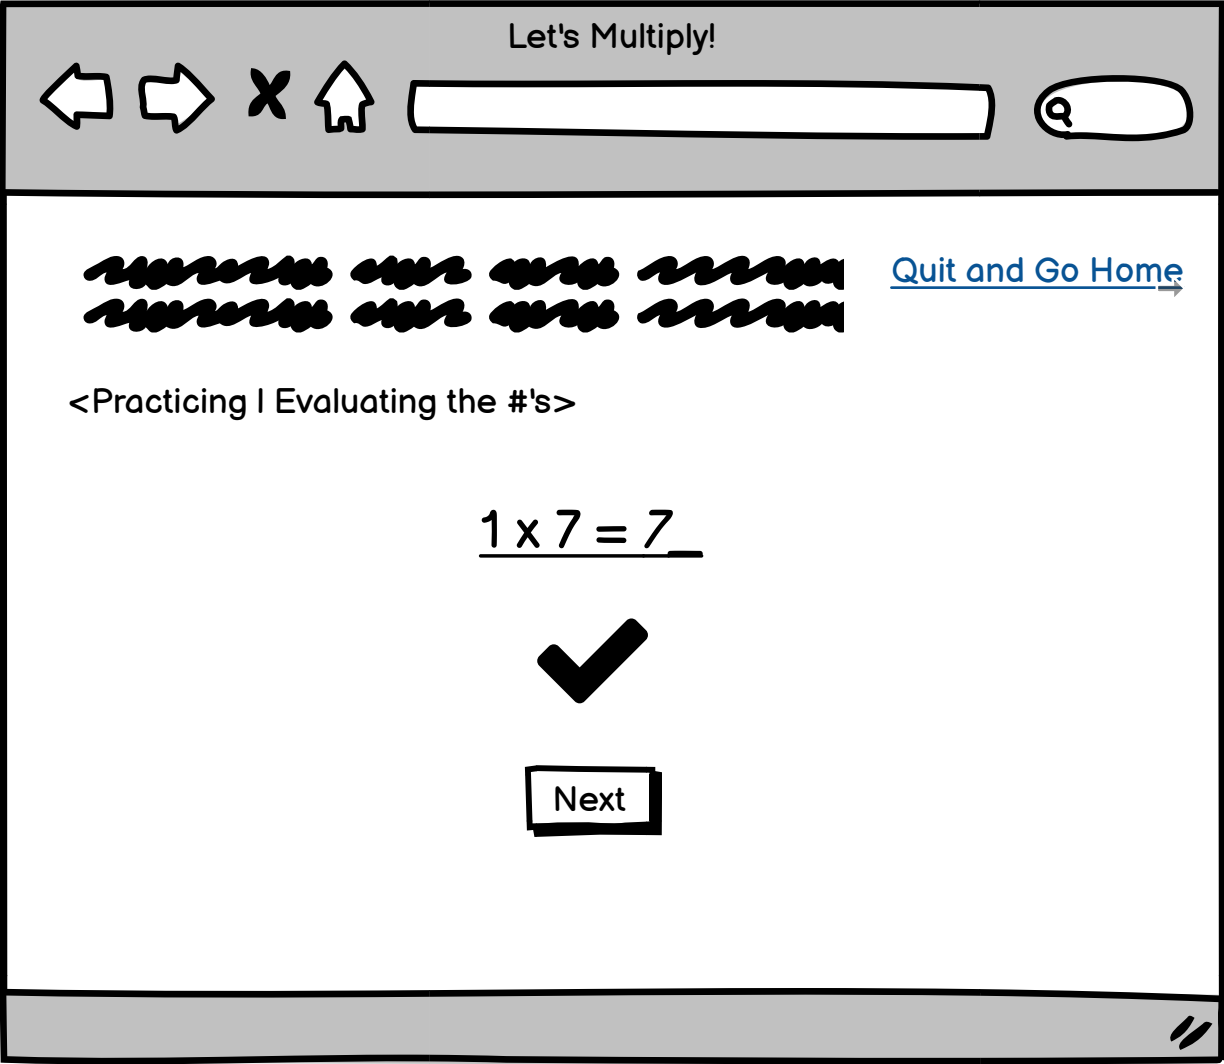 Let's Multiply!
Quit and Go Home
<Practicing | Evaluating the #'s>
1 x 7 = 7_
Next